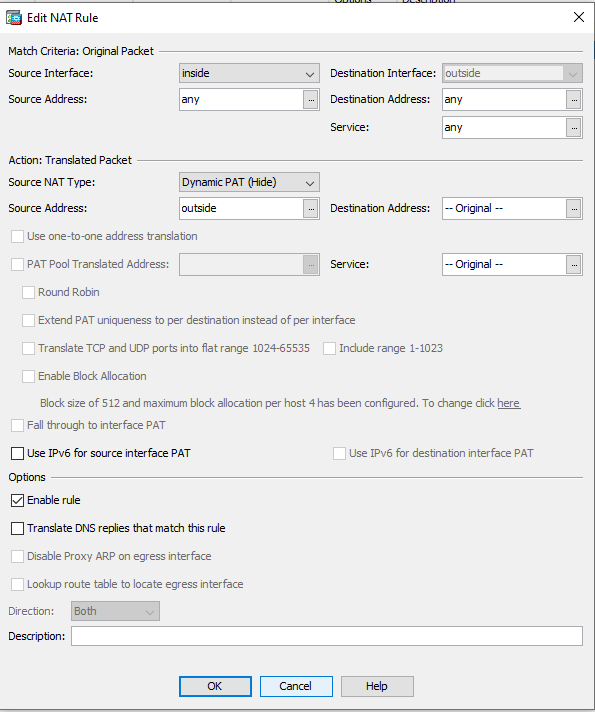 Options Description
Edit NAT Rule
Match Criteria: Original Packet
Source Interface: inside Destination Interface: outside
Source Address: any ... Destination Address: any ...
Service: any ...
Action: Translated Packet
Source NAT Type: Dynamic PAT (Hide)
Source Address: outside ... Destination Address: -- Original -- ...
Use one-to-one address translation
PAT Pool Translated Address: ... Service: -- Original -- ...
Round Robin
Extend PAT uniqueness to per destination instead of per interface
Translate TCP and UDP ports into flat range 1024-65535 Include range 1-1023
Enable Block Allocation
Block size of 512 and maximum block allocation per host 4 has been configured. To change click here
Fall through to interface PAT
Use IPv6 for source interface PAT Use IPv6 for destination interface PAT
Options
Enable rule
Translate DNS replies that match this rule
Disable Proxy ARP on egress interface
Lookup route table to locate egress interface
Direction: Both
Description:
OK Cancel Help